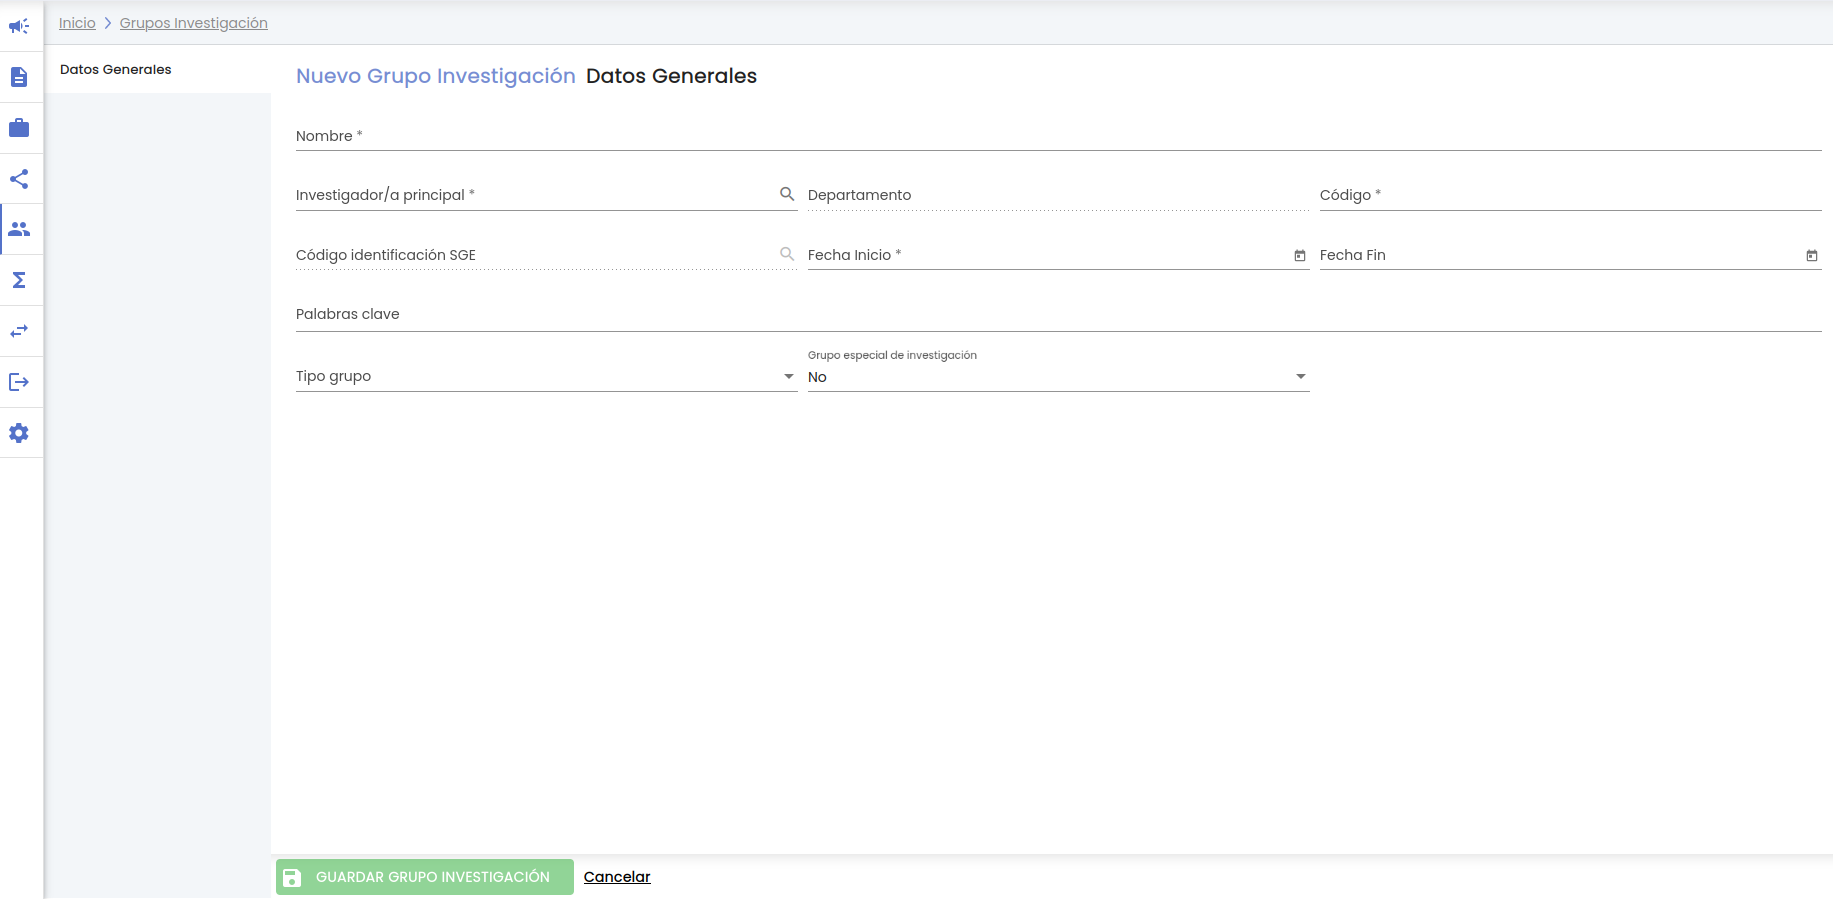 Inicio > Grupos Investigación
Datos Generales
Nuevo Grupo Investigación Datos Generales
Nombre *
Investigador/a principal * Departamento Código *
Código identificación SGE Fecha Inicio * Fecha Fin
Palabras clave
Grupo especial de investigación
Tipo grupo No
GUARDAR GRUPO INVESTIGACIÓN Cancelar